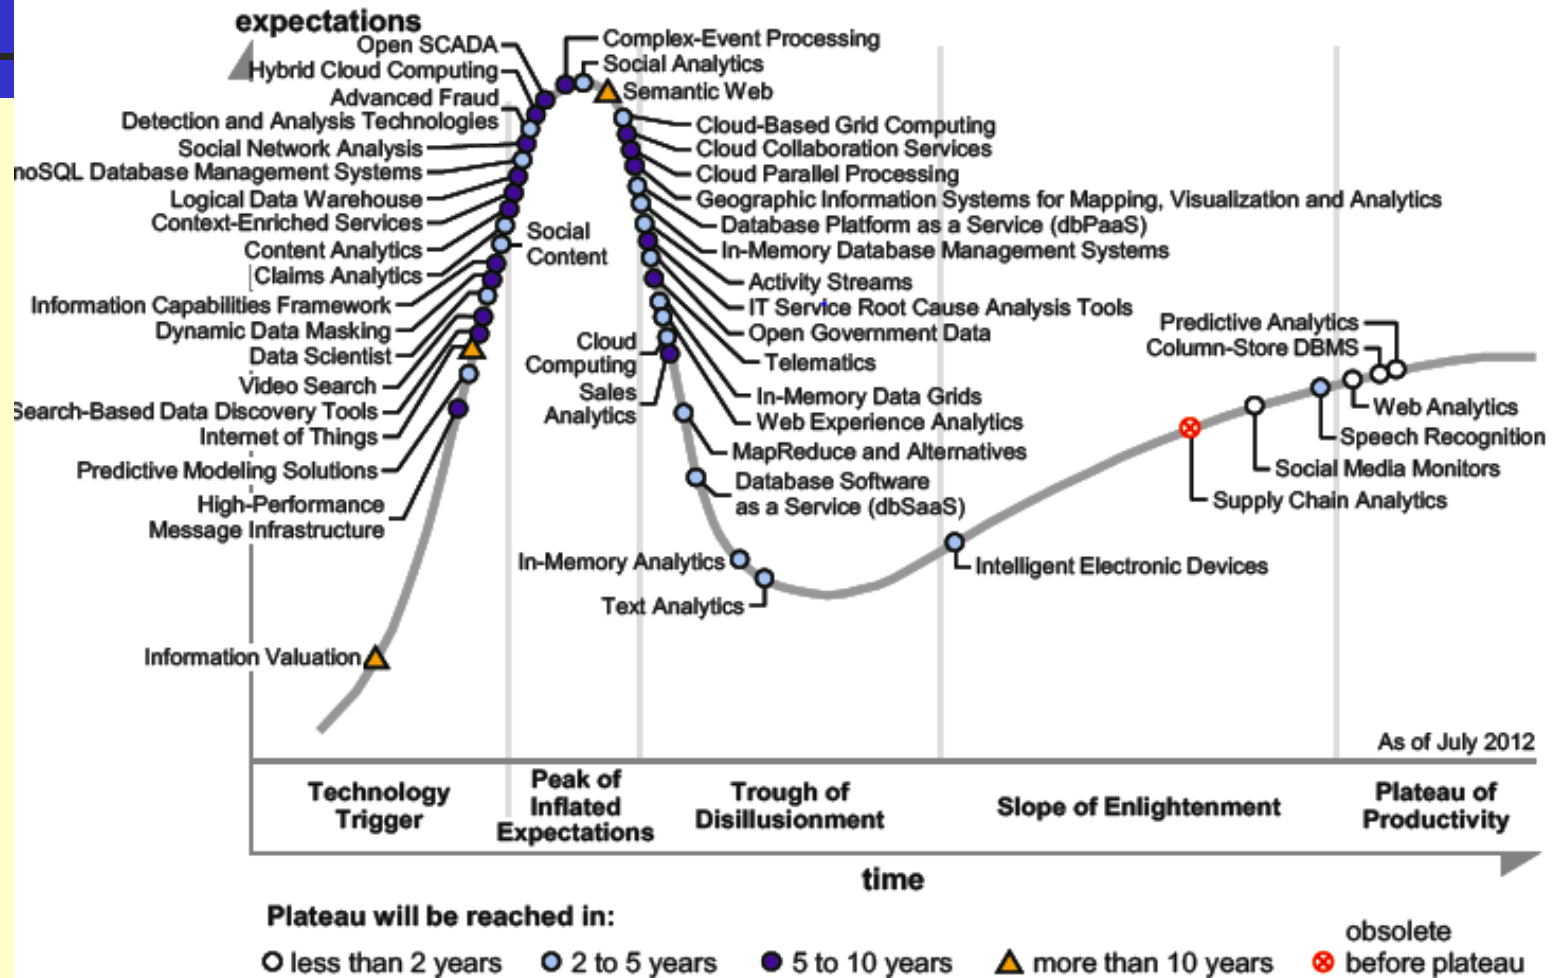 expectations
Open SCADA
Hybrid Cloud Computing
Advanced Fraud
Detection and Analysis Technologies
Social Network Analysis
noSQL Database Management Systems
Logical Data Warehouse
Context-Enriched Services
Content Analytics
Claims Analytics
Information Capabilities Framework
Dynamic Data Masking
Data Scientist
Video Search
Search-Based Data Discovery Tools
Internet of Things
Predictive Modeling Solutions
High-Performance
Message Infrastructure
Information Valuation
Complex-Event Processing
Social Analytics
Semantic Web
Social
Content
Cloud-Based Grid Computing
Cloud Collaboration Services
Cloud Parallel Processing
Geographic Information Systems for Mapping, Visualization and Analytics
Database Platform as a Service (dbPaaS)
In-Memory Database Management Systems
Activity Streams
IT Service Root Cause Analysis Tools
Open Government Data
Telematics
In-Memory Data Grids
Web Experience Analytics
MapReduce and Alternatives
Database Software
as a Service (dbSaaS)
Cloud
Computing
Sales
Analytics
In-Memory Analytics
Text Analytics
Predictive Analytics
Column-Store DBMS
Web Analytics
Speech Recognition
Social Media Monitors
Supply Chain Analytics
Intelligent Electronic Devices
As of July 2012
Technology
Trigger
Peak of
Inflated
Expectations
Trough of
Disillusionment
Slope of Enlightenment
Plateau of
Productivity
time
Plateau will be reached in:
less than 2 years
2 to 5 years
5 to 10 years
more than 10 years
obsolete
before plateau